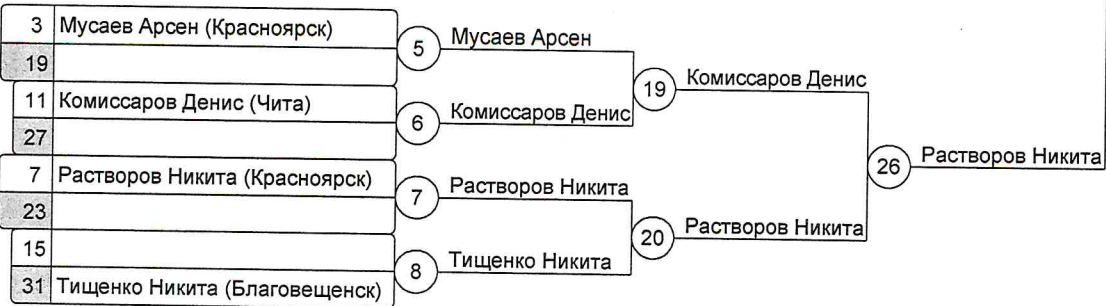 3 Мусаев Арсен (Красноярск)
19
11 Комиссаров Денис (Чита)
27
7 Растворов Никита (Красноярск)
23
15
31 Тищенко Никита (Благовещенск)
5 Мусаев Арсен
6 Комиссаров Денис
7 Растворов Никита
8 Тищенко Никита
19 Комиссаров Денис
20 Растворов Никита
26 Растворов Никита